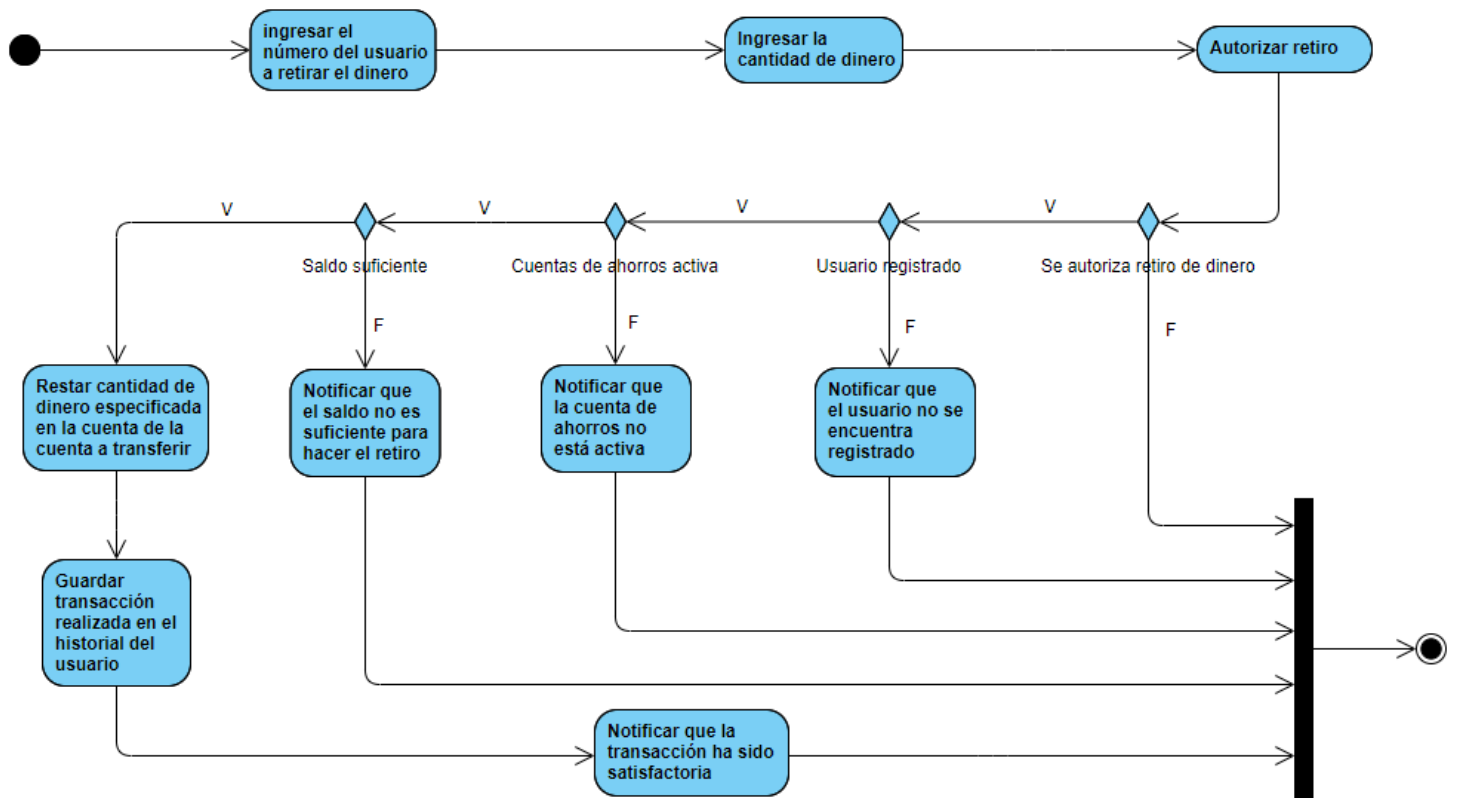 ingresar el
número del usuario
a retirar el dinero
Ingresar la
cantidad de dinero
Autorizar retiro
V
V
V
V
Saldo suficiente
Cuentas de ahorros activa
Usuario registrado
Se autoriza retiro de dinero
F
F
F
F
Restar cantidad de
dinero especificada
en la cuenta de la
cuenta a transferir
Notificar que
el saldo no es
suficiente para
hacer el retiro
Notificar que
la cuenta de
ahorros no
está activa
Notificar que
el usuario no se
encuentra
registrado
Guardar
transacción
realizada en el
historial del
usuario
Notificar que la
transacción ha sido
satisfactoria